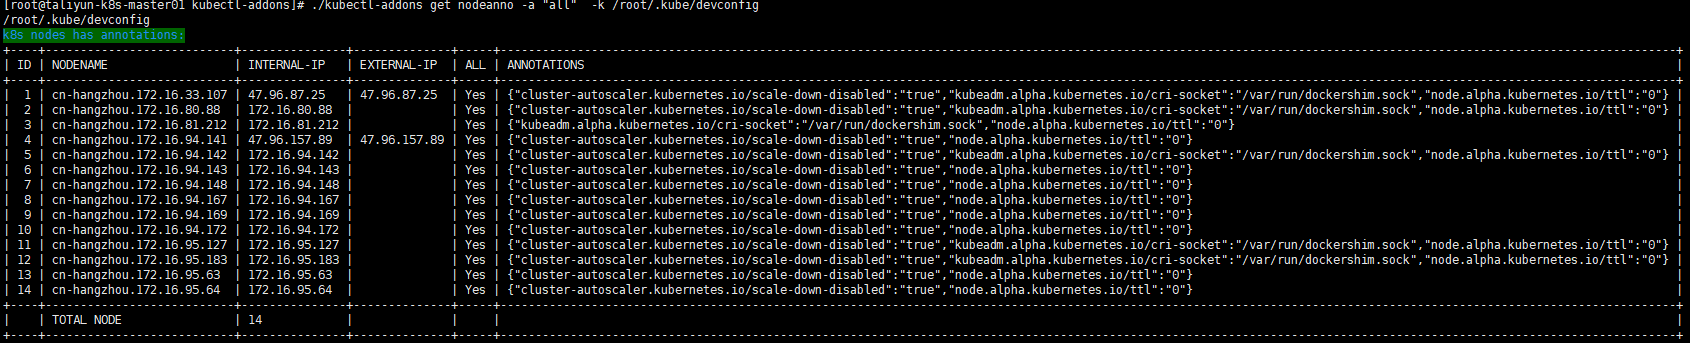 [root@taliyun-k8s-master01 kubectl-addons]# ./kubectl-addons get nodeanno -a "all"  -k /root/.kube/devconfig
/root/.kube/devconfig
k8s nodes has annotations:
| ID | NODENAME | INTERNAL-IP | EXTERNAL-IP | ALL | ANNOTATIONS |
| 1 | cn-hangzhou.172.16.33.107 | 47.96.87.25 | 47.96.87.25 | Yes | {"cluster-autoscaler.kubernetes.io/scale-down-disabled":"true","kubeadm.alpha.kubernetes.io/cri-socket":"/var/run/dockershim.sock","node.alpha.kubernetes.io/ttl":"0"} |
| 2 | cn-hangzhou.172.16.80.88 | 172.16.80.88 | | Yes | {"cluster-autoscaler.kubernetes.io/scale-down-disabled":"true","kubeadm.alpha.kubernetes.io/cri-socket":"/var/run/dockershim.sock","node.alpha.kubernetes.io/ttl":"0"} |
| 3 | cn-hangzhou.172.16.81.212 | 172.16.81.212 | | Yes | {"kubeadm.alpha.kubernetes.io/cri-socket":"/var/run/dockershim.sock","node.alpha.kubernetes.io/ttl":"0"} |
| 4 | cn-hangzhou.172.16.94.141 | 47.96.157.89 | 47.96.157.89 | Yes | {"cluster-autoscaler.kubernetes.io/scale-down-disabled":"true","node.alpha.kubernetes.io/ttl":"0"} |
| 5 | cn-hangzhou.172.16.94.142 | 172.16.94.142 | | Yes | {"cluster-autoscaler.kubernetes.io/scale-down-disabled":"true","kubeadm.alpha.kubernetes.io/cri-socket":"/var/run/dockershim.sock","node.alpha.kubernetes.io/ttl":"0"} |
| 6 | cn-hangzhou.172.16.94.143 | 172.16.94.143 | | Yes | {"cluster-autoscaler.kubernetes.io/scale-down-disabled":"true","node.alpha.kubernetes.io/ttl":"0"} |
| 7 | cn-hangzhou.172.16.94.148 | 172.16.94.148 | | Yes | {"cluster-autoscaler.kubernetes.io/scale-down-disabled":"true","node.alpha.kubernetes.io/ttl":"0"} |
| 8 | cn-hangzhou.172.16.94.167 | 172.16.94.167 | | Yes | {"cluster-autoscaler.kubernetes.io/scale-down-disabled":"true","node.alpha.kubernetes.io/ttl":"0"} |
| 9 | cn-hangzhou.172.16.94.169 | 172.16.94.169 | | Yes | {"cluster-autoscaler.kubernetes.io/scale-down-disabled":"true","node.alpha.kubernetes.io/ttl":"0"} |
| 10 | cn-hangzhou.172.16.94.172 | 172.16.94.172 | | Yes | {"cluster-autoscaler.kubernetes.io/scale-down-disabled":"true","node.alpha.kubernetes.io/ttl":"0"} |
| 11 | cn-hangzhou.172.16.95.127 | 172.16.95.127 | | Yes | {"cluster-autoscaler.kubernetes.io/scale-down-disabled":"true","kubeadm.alpha.kubernetes.io/cri-socket":"/var/run/dockershim.sock","node.alpha.kubernetes.io/ttl":"0"} |
| 12 | cn-hangzhou.172.16.95.183 | 172.16.95.183 | | Yes | {"cluster-autoscaler.kubernetes.io/scale-down-disabled":"true","kubeadm.alpha.kubernetes.io/cri-socket":"/var/run/dockershim.sock","node.alpha.kubernetes.io/ttl":"0"} |
| 13 | cn-hangzhou.172.16.95.63 | 172.16.95.63 | | Yes | {"cluster-autoscaler.kubernetes.io/scale-down-disabled":"true","node.alpha.kubernetes.io/ttl":"0"} |
| 14 | cn-hangzhou.172.16.95.64 | 172.16.95.64 | | Yes | {"cluster-autoscaler.kubernetes.io/scale-down-disabled":"true","node.alpha.kubernetes.io/ttl":"0"} |
| | TOTAL NODE | 14 | | | |